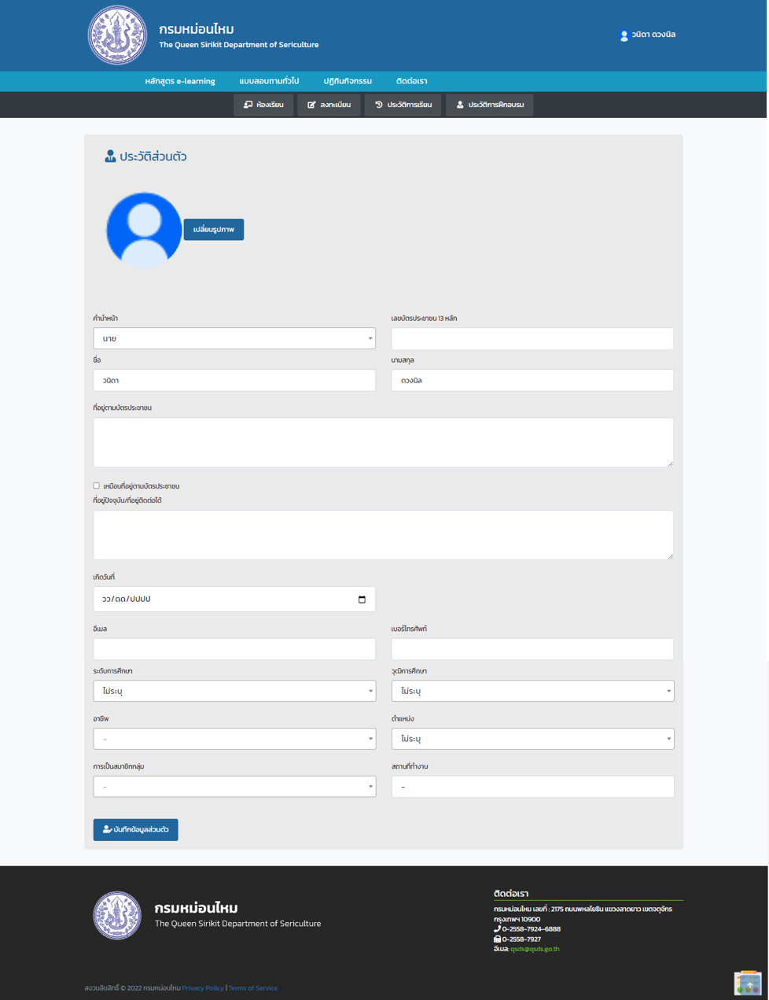 กรมหม่อนไหม
The Queen Sirikit Department of Sericulture
วนิดา ดวงนิล
หลักสูตร e-learning แบบสอบถามทั่วไป ปฏิทินกิจกรรม ติดต่อเรา
ห้องเรียน ลงทะเบียน ประวัติการเรียน ประวัติการฝึกอบรม
ประวัติส่วนตัว
เปลี่ยนรูปภาพ
คำนำหน้า เลขบัตรประชาชน 13 หลัก
นาย
ชื่อ นามสกุล
วนิดา ดวงนิล
ที่อยู่ตามบัตรประชาชน
เหมือนที่อยู่ตามบัตรประชาชน
ที่อยู่ปัจจุบัน/ที่อยู่ติดต่อได้
เกิดวันที่
วว/ดด/ปปปป
อีเมล เบอร์โทรศัพท์
ระดับการศึกษา วุฒิการศึกษา
ไม่ระบุ ไม่ระบุ
อาชีพ ตำแหน่ง
- ไม่ระบุ
การเป็นสมาชิกกลุ่ม สถานที่ทำงาน
- -
บันทึกข้อมูลส่วนตัว
กรมหม่อนไหม
The Queen Sirikit Department of Sericulture
ติดต่อเรา
กรมหม่อนไหม เลขที่ : 2175 ถนนพหลโยธิน แขวงลาดยาว เขตจตุจักร
กรุงเทพฯ 10900
0-2558-7924-6888
0-2558-7927
อีเมล: qsds@qsds.go.th
สงวนลิขสิทธิ์ © 2022 กรมหม่อนไหม Privacy Policy | Terms of Service